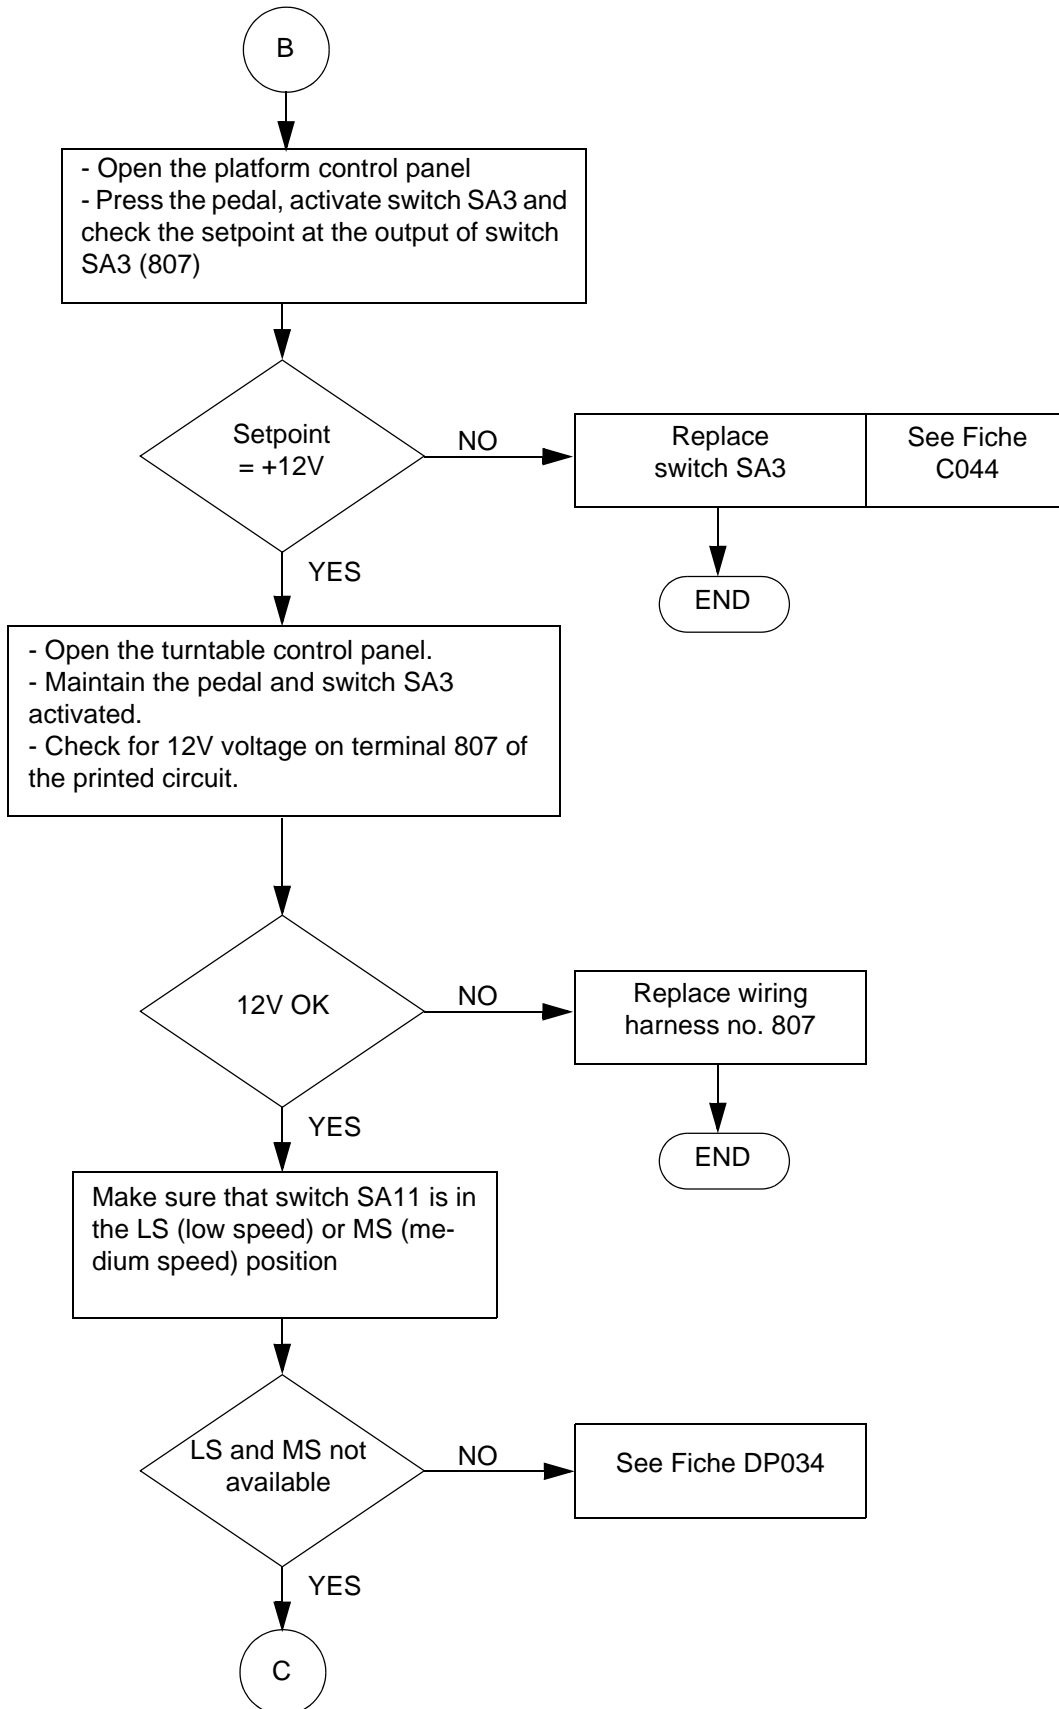 B
- Open the platform control panel
- Press the pedal, activate switch SA3 and
check the setpoint at the output of switch
SA3 (807)
Setpoint
= +12V
NO
Replace
switch SA3
See Fiche
C044
YES
END
- Open the turntable control panel.
- Maintain the pedal and switch SA3
activated.
- Check for 12V voltage on terminal 807 of
the printed circuit.
12V OK
NO
Replace wiring
harness no. 807
YES
END
Make sure that switch SA11 is in
the LS (low speed) or MS (me-
dium speed) position
LS and MS not
available
NO
See Fiche DP034
YES
C